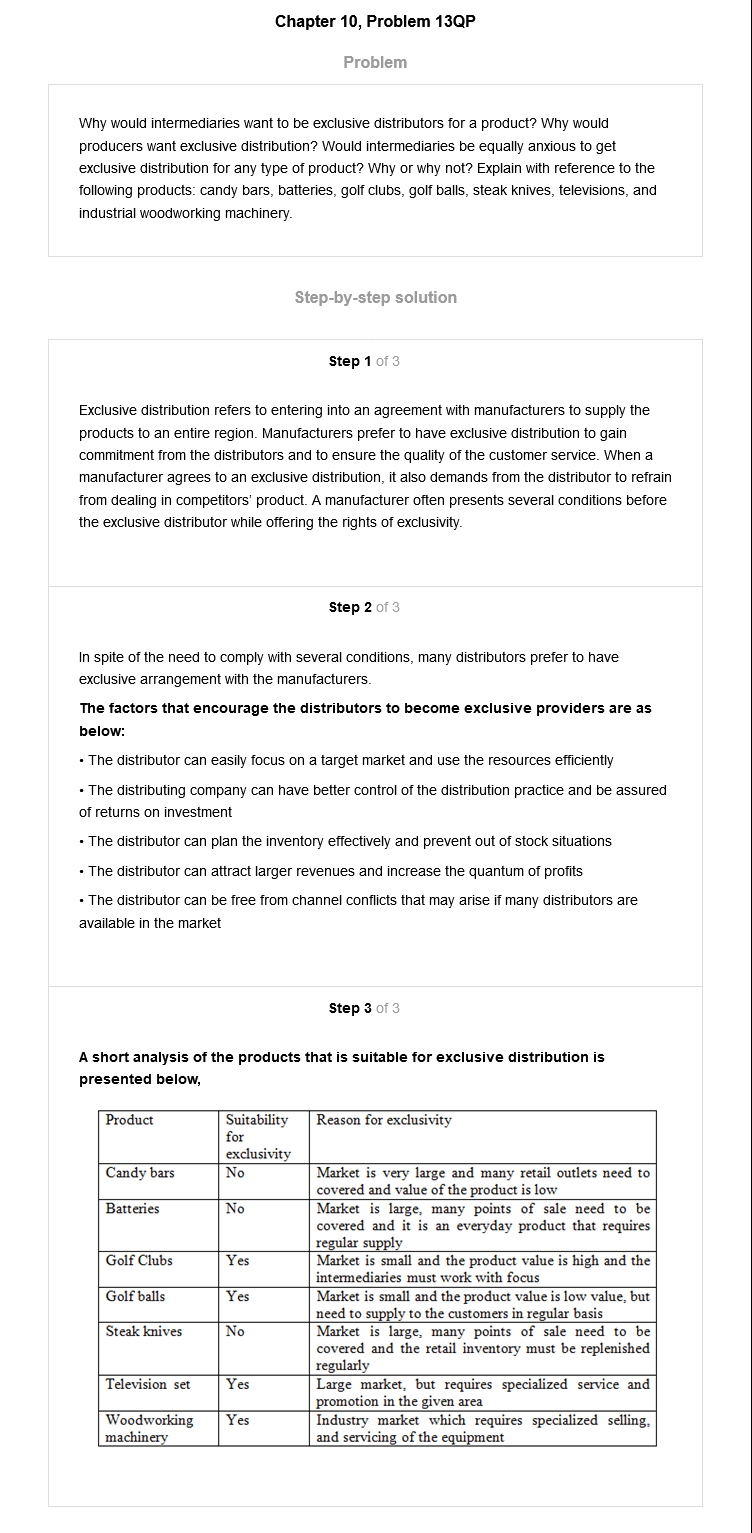 Chapter 10, Problem 13QP
Problem
Why would intermediaries want to be exclusive distributors for a product? Why would
producers want exclusive distribution? Would intermediaries be equally anxious to get
exclusive distribution for any type of product? Why or why not? Explain with reference to the
following products: candy bars, batteries, golf clubs, golf balls, steak knives, televisions, and
industrial woodworking machinery.
Step-by-step solution
Step 1 of 3
Exclusive distribution refers to entering into an agreement with manufacturers to supply the
products to an entire region. Manufacturers prefer to have exclusive distribution to gain
commitment from the distributors and to ensure the quality of the customer service. When a
manufacturer agrees to an exclusive distribution, it also demands from the distributor to refrain
from dealing in competitors' product. A manufacturer often presents several conditions before
the exclusive distributor while offering the rights of exclusivity.
Step 2 of 3
In spite of the need to comply with several conditions, many distributors prefer to have
exclusive arrangement with the manufacturers.
The factors that encourage the distributors to become exclusive providers are as
below:
• The distributor can easily focus on a target market and use the resources efficiently
• The distributing company can have better control of the distribution practice and be assured
of returns on investment
• The distributor can plan the inventory effectively and prevent out of stock situations
• The distributor can attract larger revenues and increase the quantum of profits
• The distributor can be free from channel conflicts that may arise if many distributors are
available in the market
Step 3 of 3
A short analysis of the products that is suitable for exclusive distribution is
presented below,
Product Suitability Reason for exclusivity
for
exclusivity
Candy bars No Market is very large and many retail outlets need to
covered and value of the product is low
Batteries No Market is large, many points of sale need to be
covered and it is an everyday product that requires
regular supply
Golf Clubs Yes Market is small and the product value is high and the
intermediaries must work with focus
Golf balls Yes Market is small and the product value is low value, but
need to supply to the customers in regular basis
Steak knives No Market is large, many points of sale need to be
covered and the retail inventory must be replenished
regularly
Television set Yes Large market, but requires specialized service and
promotion in the given area
Woodworking Yes Industry market which requires specialized selling,
machinery and servicing of the equipment